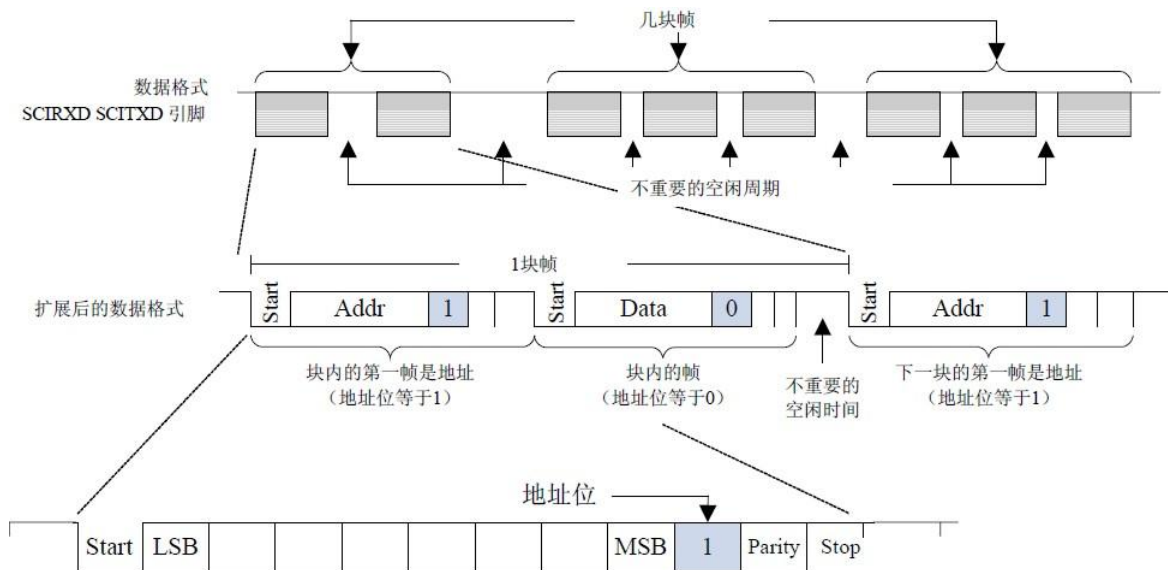 几块帧
数据格式
SCIRXD SCITXD 引脚
不重要的空闲周期
1块帧
扩展后的数据格式
Start Addr 1 Start Data 0 Start Addr 1
块内的第一帧是地址
（地址位等于1）
块内的帧
（地址位等于0）
不重要的
空闲时间
下一块的第一帧是地址
（地址位等于1）
地址位
Start LSB MSB 1 Parity Stop